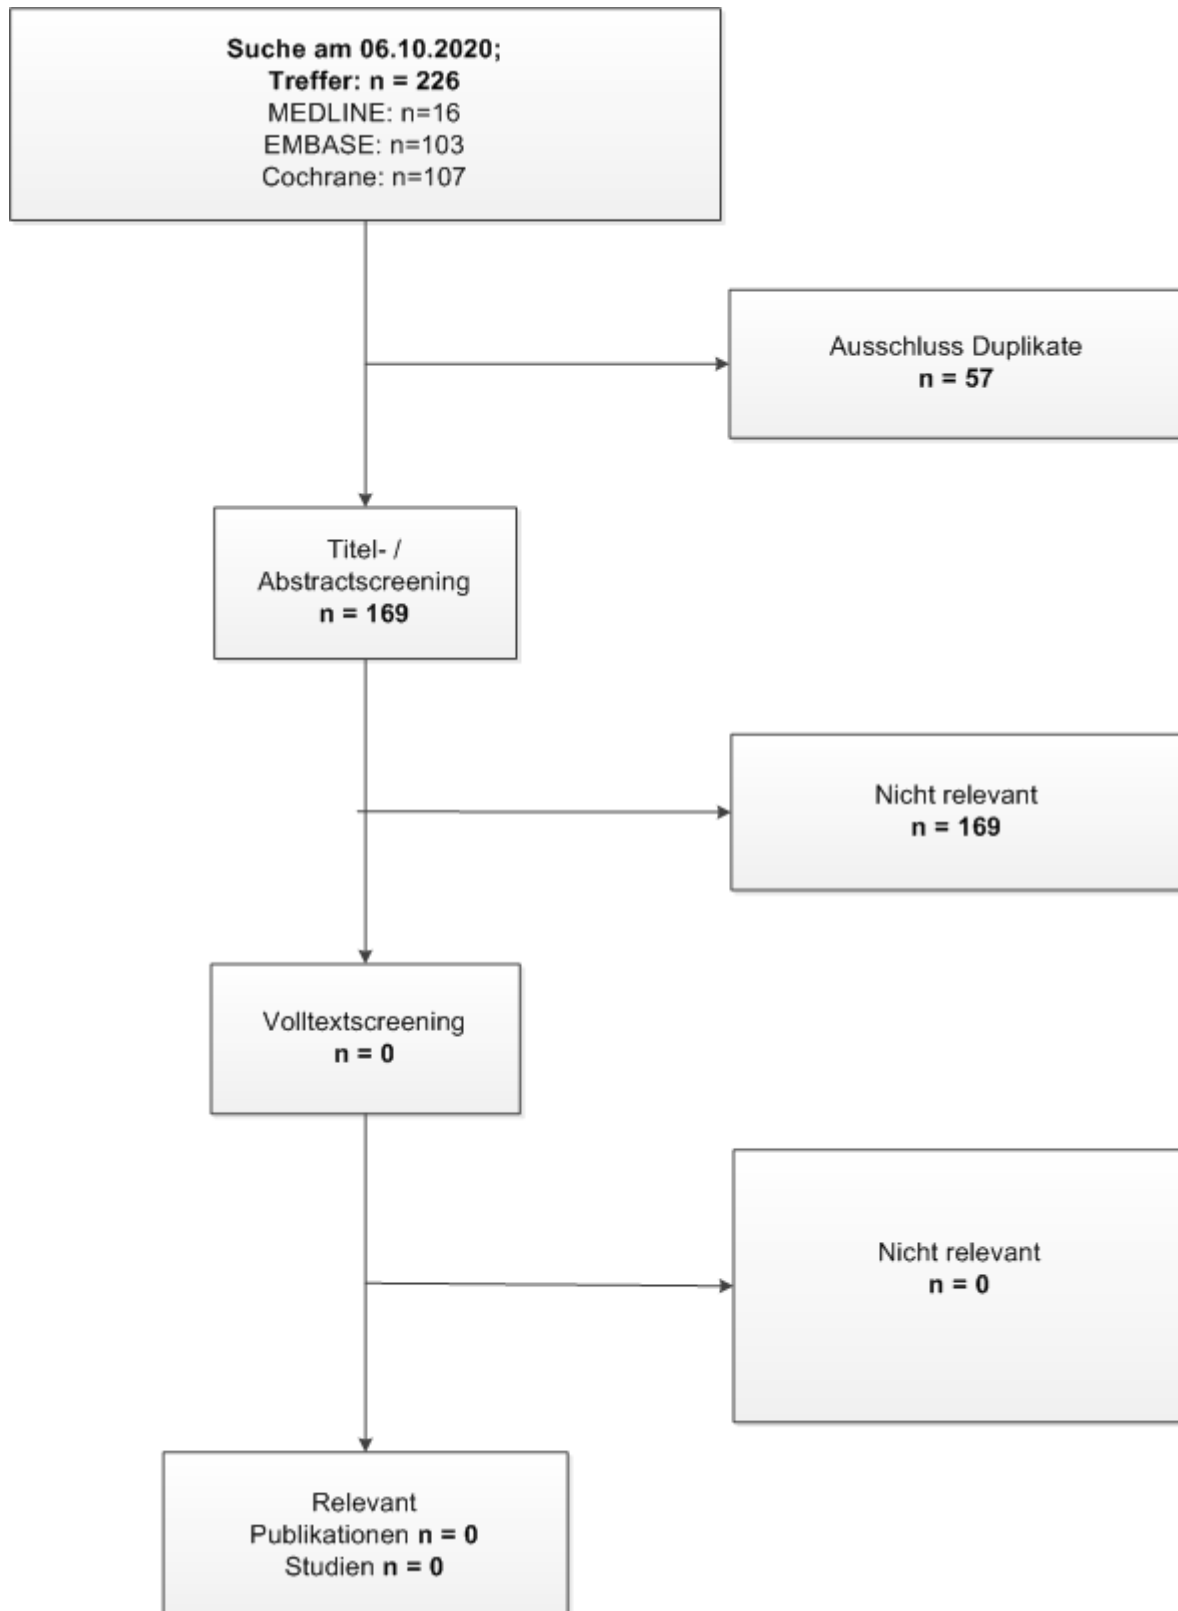 Suche am 06.10.2020;
Treffer: n = 226
MEDLINE: n=16
EMBASE: n=103
Cochrane: n=107
Ausschluss Duplikate
n = 57
Titel- /
Abstractscreening
n = 169
Nicht relevant
n = 169
Volltextscreening
n = 0
Nicht relevant
n = 0
Relevant
Publikationen n = 0
Studien n = 0